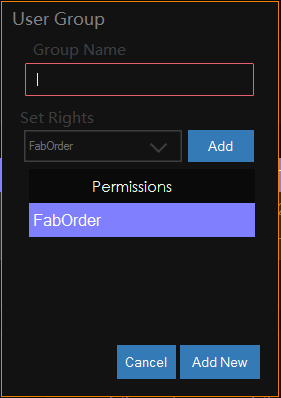 User Group
Group Name
Set Rights
FabOrder
Add
Permissions
FabOrder
Cancel
Add New